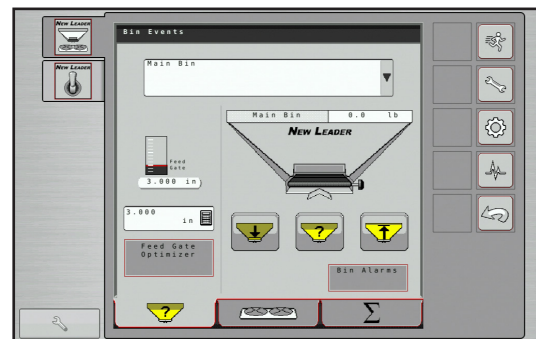 NEW LEADER
NEW LEADER
Bin Events
Main Bin
Main Bin 0.0 lb
NEW LEADER
Feed
Gate
3.000 in
3.000
in
Feed Gate
Optimizer
?
Bin Alarms
?
Σ